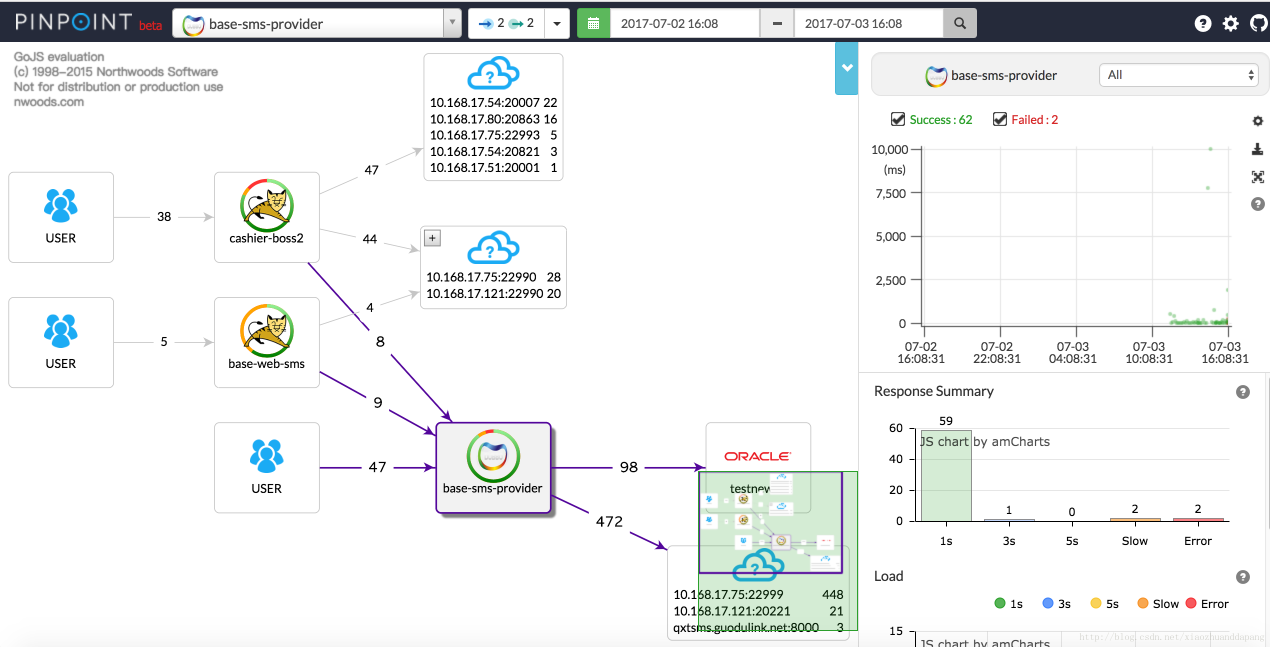 PINPOINT beta
base-sms-provider
2 2
2017-07-02 16:08
2017-07-03 16:08
GoJS evaluation
(c) 1998-2015 Northwoods Software
Not for distribution or production use
nwoods.com
10.168.17.54:20007 22
10.168.17.80:20863 16
10.168.17.75:22993 5
10.168.17.54:20821 3
10.168.17.51:20001 1
47
USER
38
cashier-boss2
44
10.168.17.75:22990 28
10.168.17.121:22990 20
4
USER
5
base-web-sms
8
9
USER
47
base-sms-provider
98
ORACLE
testnew
472
10.168.17.75:22999 448
10.168.17.121:20221 21
qxtsms.guodulink.net:8000 3
base-sms-provider
All
Success : 62
Failed : 2
10,000
(ms)
7,500
5,000
2,500
0
07-02 07-02 07-03 07-03 07-03
16:08:31 22:08:31 04:08:31 10:08:31 16:08:31
Response Summary
60
59
JS chart by amCharts
40
20
1 0 2 2
0
1s 3s 5s Slow Error
Load
1s 3s 5s Slow Error
15
JS chart by amCharts
http://blog.csdn.net/xiaozhuanddapang